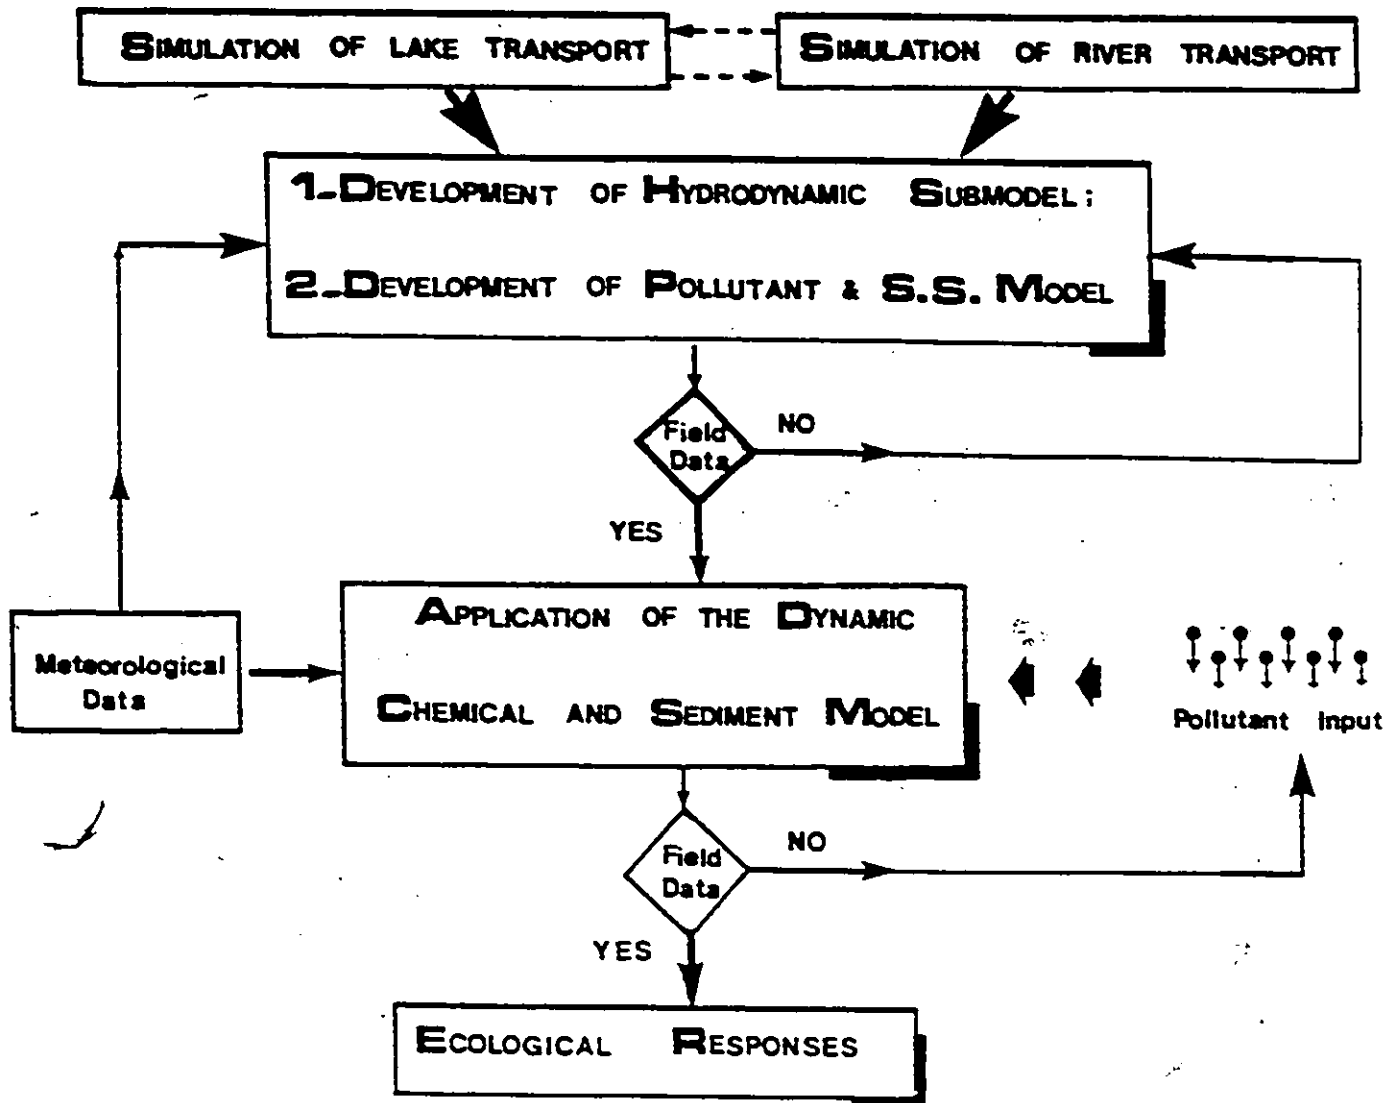 SIMULATION OF LAKE TRANSPORT
SIMULATION OF RIVER TRANSPORT
1-DEVELOPMENT OF HYDRODYNAMIC SUBMODEL:
2-DEVELOPMENT OF POLLUTANT & S.S. MODEL
Field
Data
NO
YES
APPLICATION OF THE DYNAMIC
CHEMICAL AND SEDIMENT MODEL
Meteorological
Data
Pollutant Input
Field
Data
NO
YES
ECOLOGICAL RESPONSES